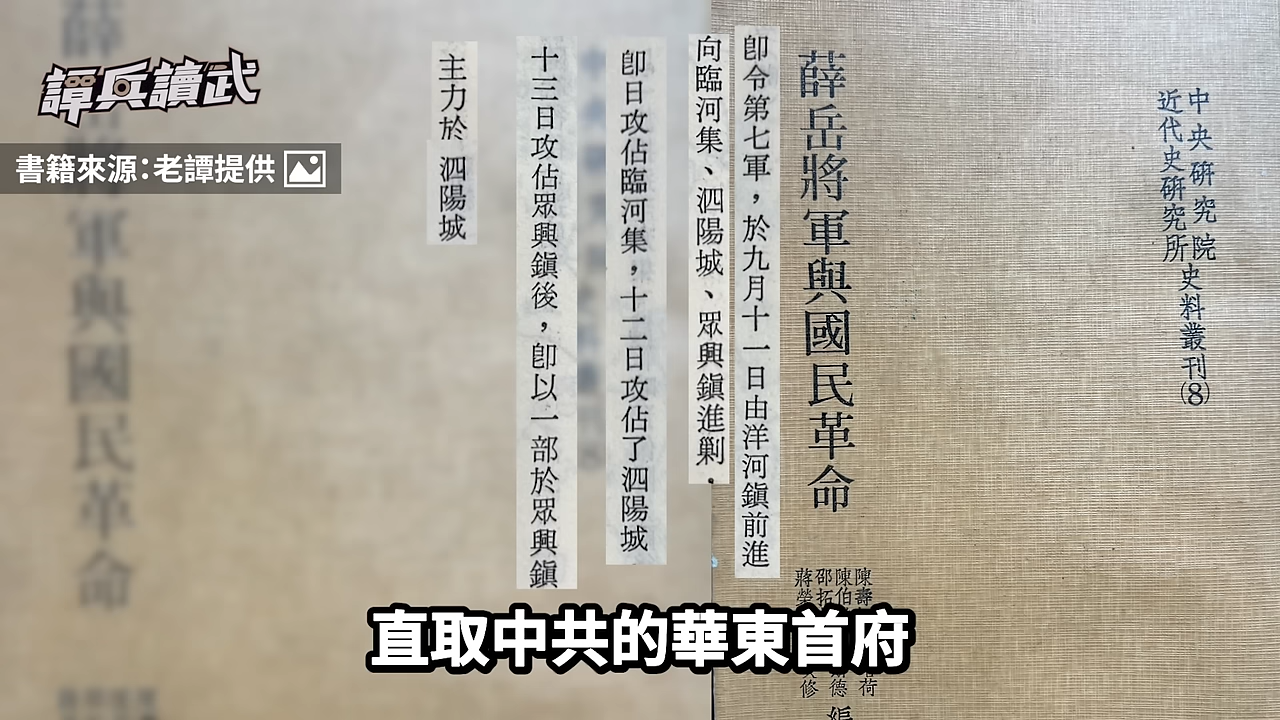 譚兵讀武
書籍來源：老譚提供
中央研究院
近代史研究所
史料叢刊(8)
薛岳將軍與國民革命
即令第七軍，於九月十一日由洋河鎮前進
向臨河集、泗陽城、眾興鎮進剿．
即日攻佔臨河集，十二日攻佔了泗陽城
十三日攻佔眾興鎮後，即以一部於眾興鎮
主力於 泗陽城
直取中共的華東首府